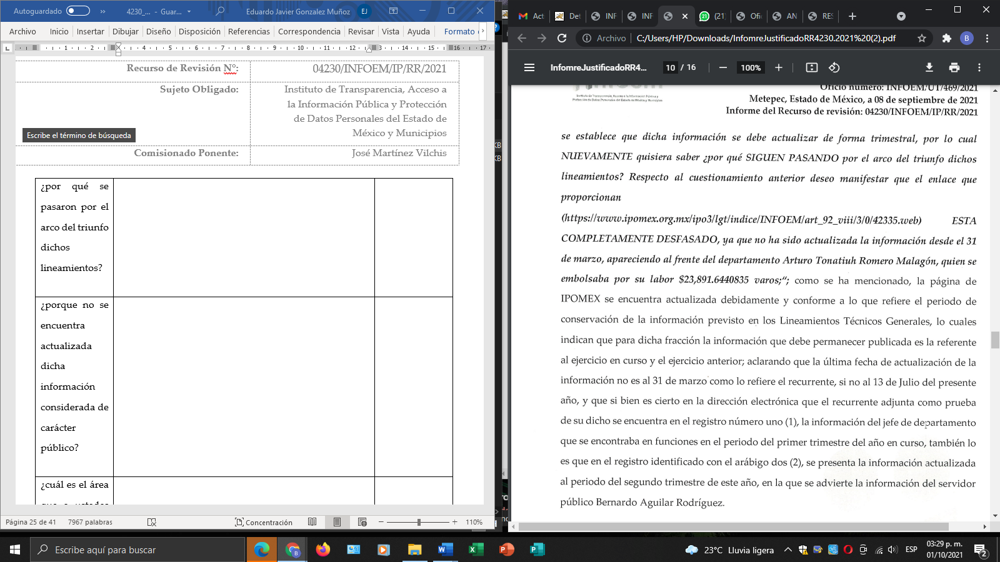 Autoguardado
4230_... - Guar...
Eduardo Javier Gonzalez Muñoz
EJ
Archivo Inicio Insertar Dibujar Diseño Disposición Referencias Correspondencia Revisar Vista Ayuda Formato
Recurso de Revisión N°: 04230/INFOEM/IP/RR/2021
Sujeto Obligado: Instituto de Transparencia, Acceso a
la Información Pública y Protección
de Datos Personales del Estado de
México y Municipios
Escribe el término de búsqueda
Comisionado Ponente: José Martínez Vilchis
¿por qué se
pasaron por el
arco del triunfo
dichos
lineamientos?
¿porque no se
encuentra
actualizada
dicha
información
considerada de
carácter
público?
¿cuál es el área
Página 25 de 41 7967 palabras Concentración 110%
Act Det INF INF (21) Ofi AN RES
Archivo C:/Users/HP/Downloads/InfomreJustificadoRR4230.2021%20(2).pdf B
InfomreJustificadoRR4... 10 / 16 100%
Instituto de Transparencia, Acceso a la Información Pública y
Protección de Datos Personales del Estado de México y Municipios
Oficio número: INFOEM/UT/469/2021
Metepec, Estado de México, a 08 de septiembre de 2021
Informe del Recurso de revisión: 04230/INFOEM/IP/RR/2021
se establece que dicha información se debe actualizar de forma trimestral, por lo cual
NUEVAMENTE quisiera saber ¿por qué SIGUEN PASANDO por el arco del triunfo dichos
lineamientos? Respecto al cuestionamiento anterior deseo manifestar que el enlace que
proporcionan
(https://www.ipomex.org.mx/ipo3/lgt/indice/INFOEM/art_92_viii/3/0/42335.web) ESTA
COMPLETAMENTE DESFASADO, ya que no ha sido actualizada la información desde el 31
de marzo, apareciendo al frente del departamento Arturo Tonatiuh Romero Malagón, quien se
embolsaba por su labor $23,891.6440835 varos;“; como se ha mencionado, la página de
IPOMEX se encuentra actualizada debidamente y conforme a lo que refiere el periodo de
conservación de la información previsto en los Lineamientos Técnicos Generales, lo cuales
indican que para dicha fracción la información que debe permanecer publicada es la referente
al ejercicio en curso y el ejercicio anterior; aclarando que la última fecha de actualización de la
información no es al 31 de marzo como lo refiere el recurrente, si no al 13 de Julio del presente
año, y que si bien es cierto en la dirección electrónica que el recurrente adjunta como prueba
de su dicho se encuentra en el registro número uno (1), la información del jefe de departamento
que se encontraba en funciones en el periodo del primer trimestre del año en curso, también lo
es que en el registro identificado con el arábigo dos (2), se presenta la información actualizada
al periodo del segundo trimestre de este año, en la que se advierte la información del servidor
público Bernardo Aguilar Rodríguez.
Escribe aquí para buscar
23°C Lluvia ligera ESP 03:29 p. m.
01/10/2021
2